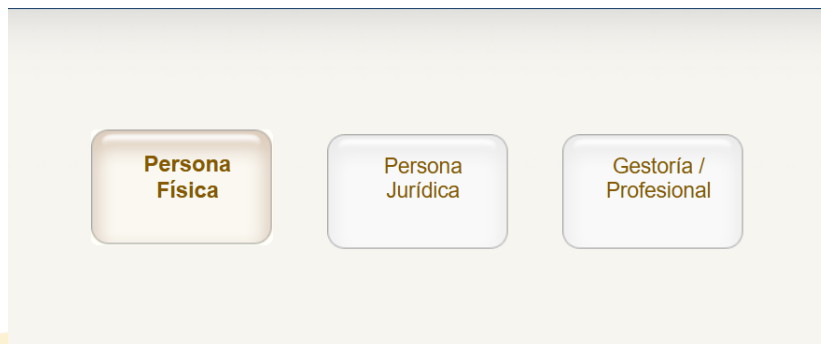 Persona
Física
Persona
Jurídica
Gestoría /
Profesional